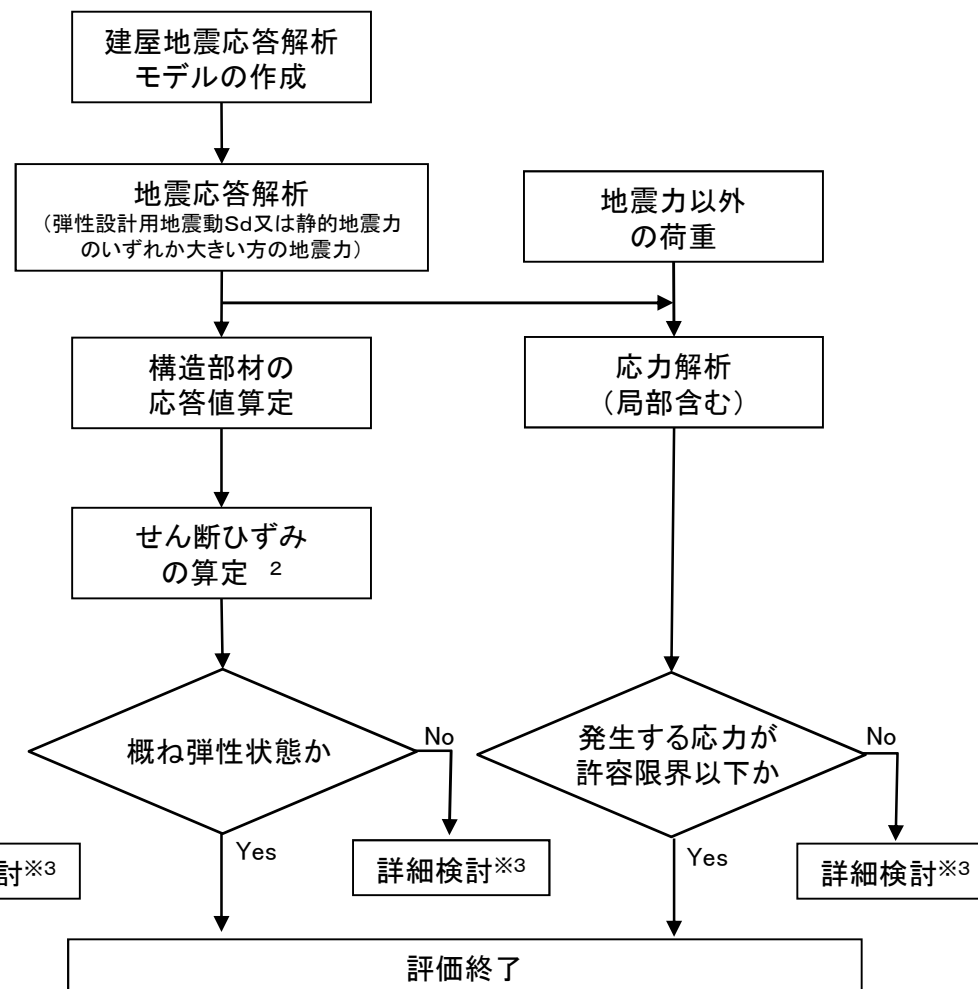 建屋地震応答解析
モデルの作成
地震応答解析
（弾性設計用地震動Sd又は静的地震力
のいずれか大きい方の地震力）
地震力以外
の荷重
構造部材の
応答値算定
応力解析
（局部含む）
せん断ひずみ
の算定 2
概ね弾性状態か
No
発生する応力が
許容限界以下か
No
Yes
Yes
討※3
詳細検討※3
詳細検討※3
評価終了